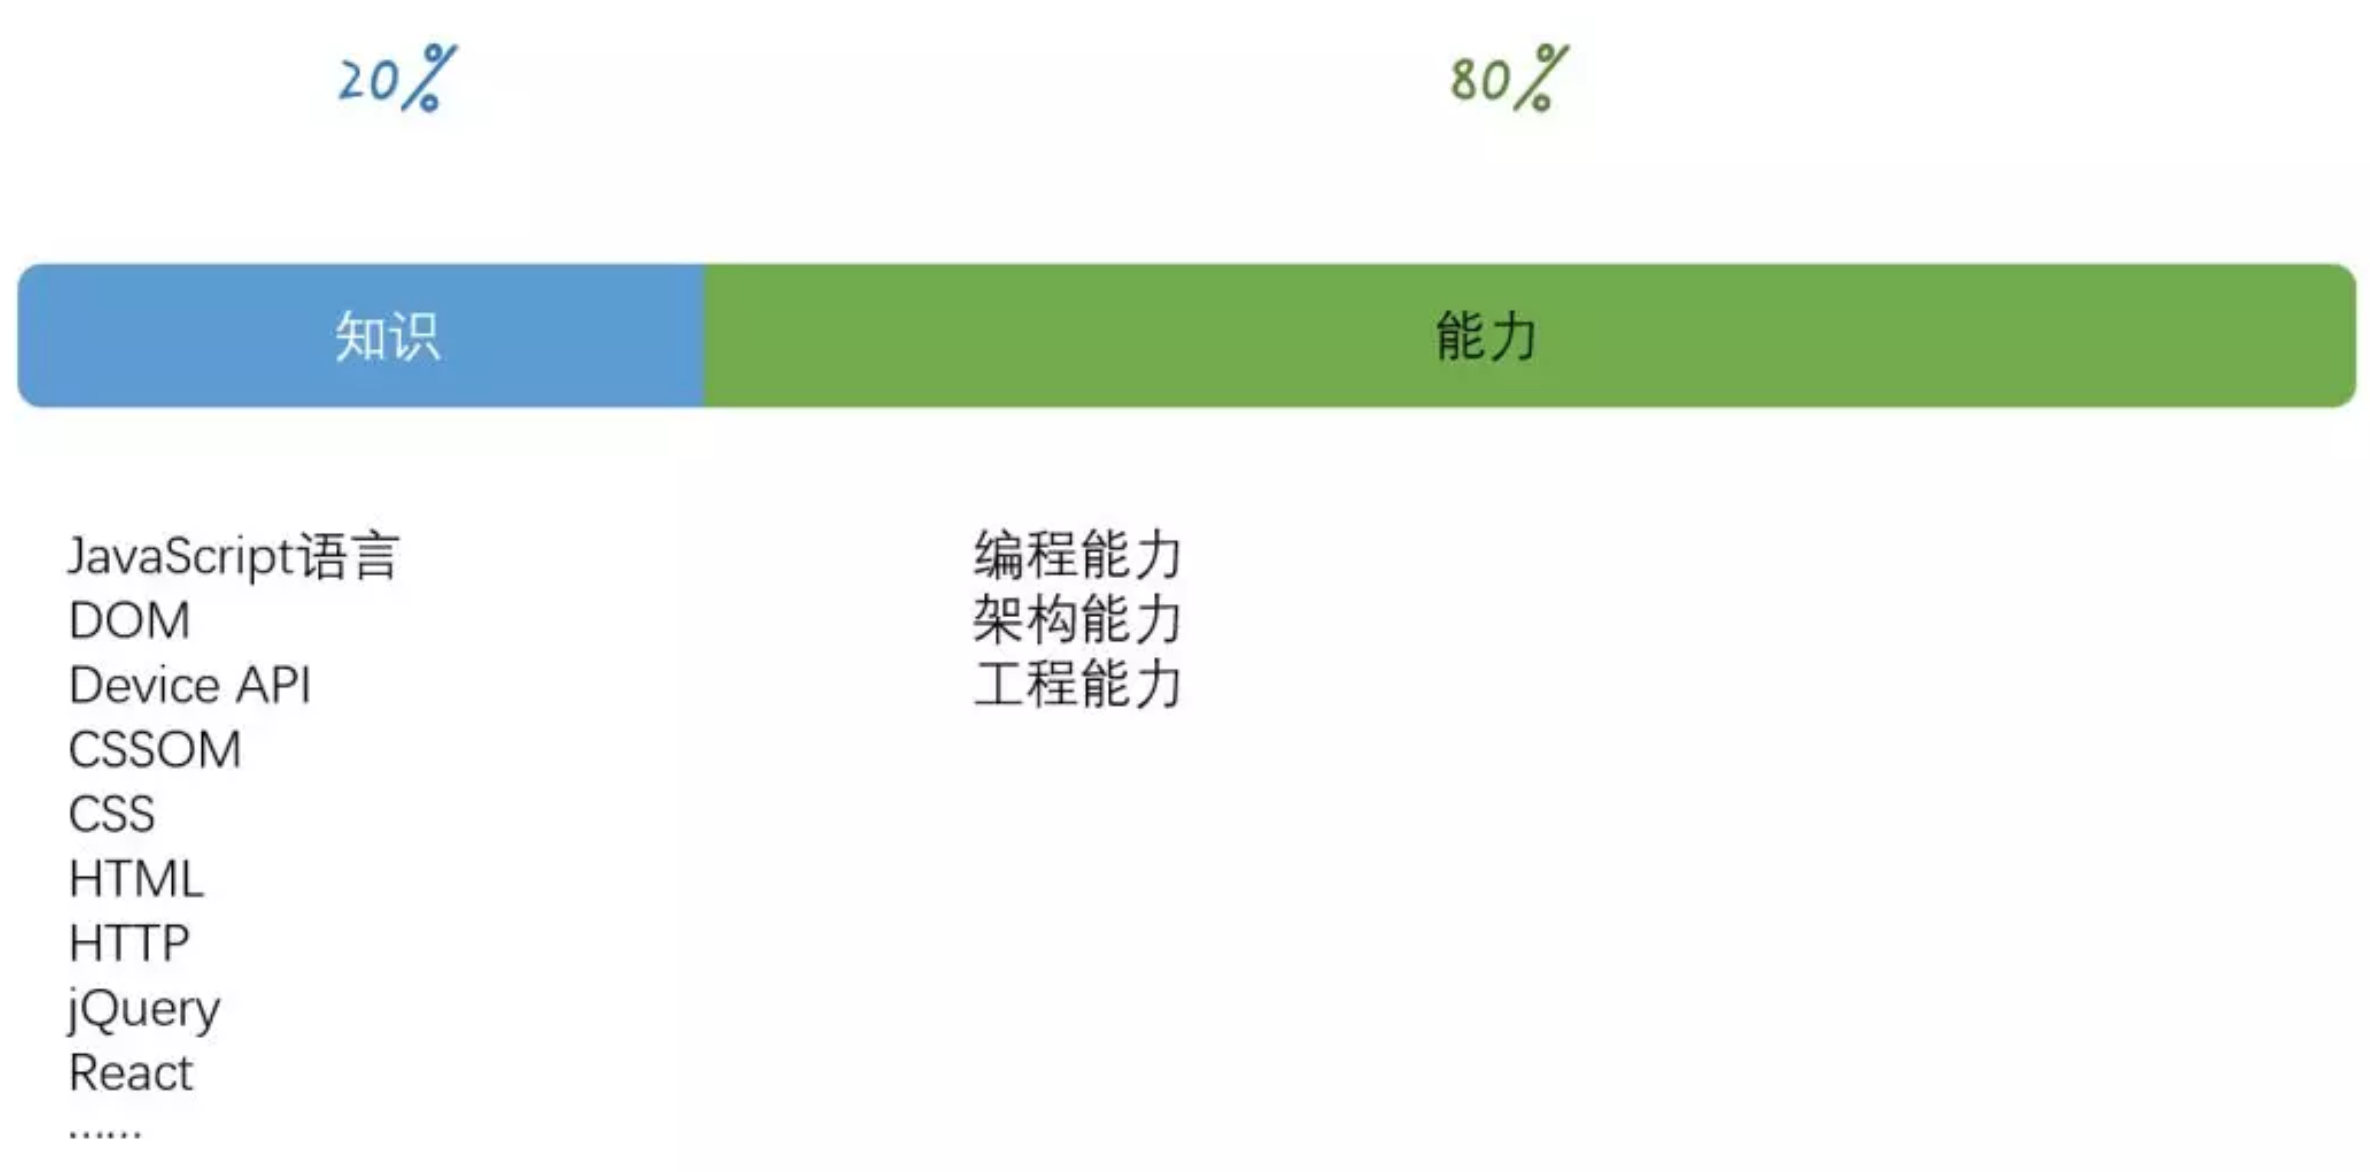 20%
80%
知识
能力
JavaScript语言
DOM
Device API
CSSOM
CSS
HTML
HTTP
jQuery
React
……
编程能力
架构能力
工程能力